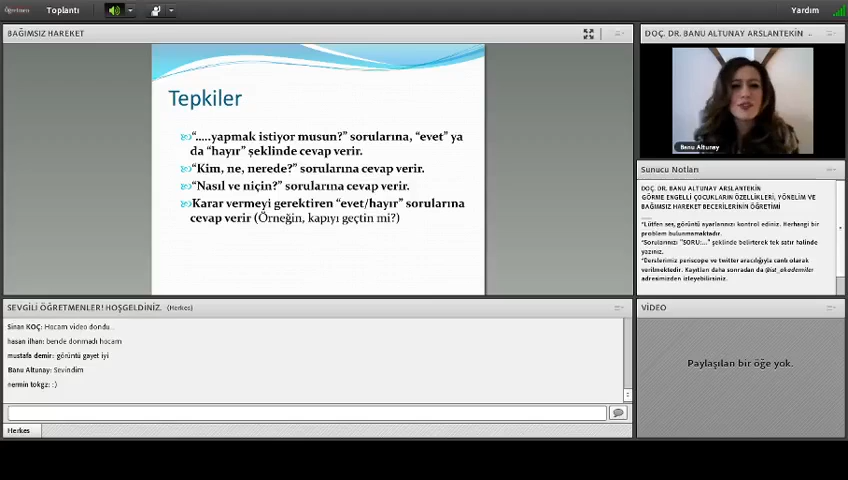 Öğretmen Toplantı Yardım
BAĞIMSIZ HAREKET
Tepkiler
“.....yapmak istiyor musun?” sorularına, “evet” ya
da “hayır” şeklinde cevap verir.
“Kim, ne, nerede?” sorularına cevap verir.
“Nasıl ve niçin?” sorularına cevap verir.
Karar vermeyi gerektiren “evet/hayır” sorularına
cevap verir (Örneğin, kapıyı geçtin mi?)
DOÇ. DR. BANU ALTUNAY ARSLANTEKİN ..
Banu Altunay
Sunucu Notları
DOÇ. DR. BANU ALTUNAY ARSLANTEKİN
GÖRME ENGELLİ ÇOCUKLARIN ÖZELLİKLERİ, YÖNELİM VE
BAĞIMSIZ HAREKET BECERİLERİNİN ÖĞRETİMİ
.....
*Lütfen ses, görüntü ayarlarınızı kontrol ediniz. Herhangi bir
problem bulunmamaktadır.
*Sorularınızı "SORU:..." şeklinde belirterek tek satır halinde
yazınız.
*Derslerimiz periscope ve twitter aracılığıyla canlı olarak
verilmektedir. Kayıtları daha sonradan da @ist_akademiler
adresimizden izleyebilirsiniz.
SEVGİLİ ÖĞRETMENLER! HOŞGELDİNİZ. (Herkes)
Sinan KOÇ: Hocam video dondu..
hasan ilhan: bende donmadı hocam
mustafa demir: görüntü gayet iyi
Banu Altunay: Sevindim
nermin tokgz: :)
Herkes
VİDEO
Paylaşılan bir öğe yok.